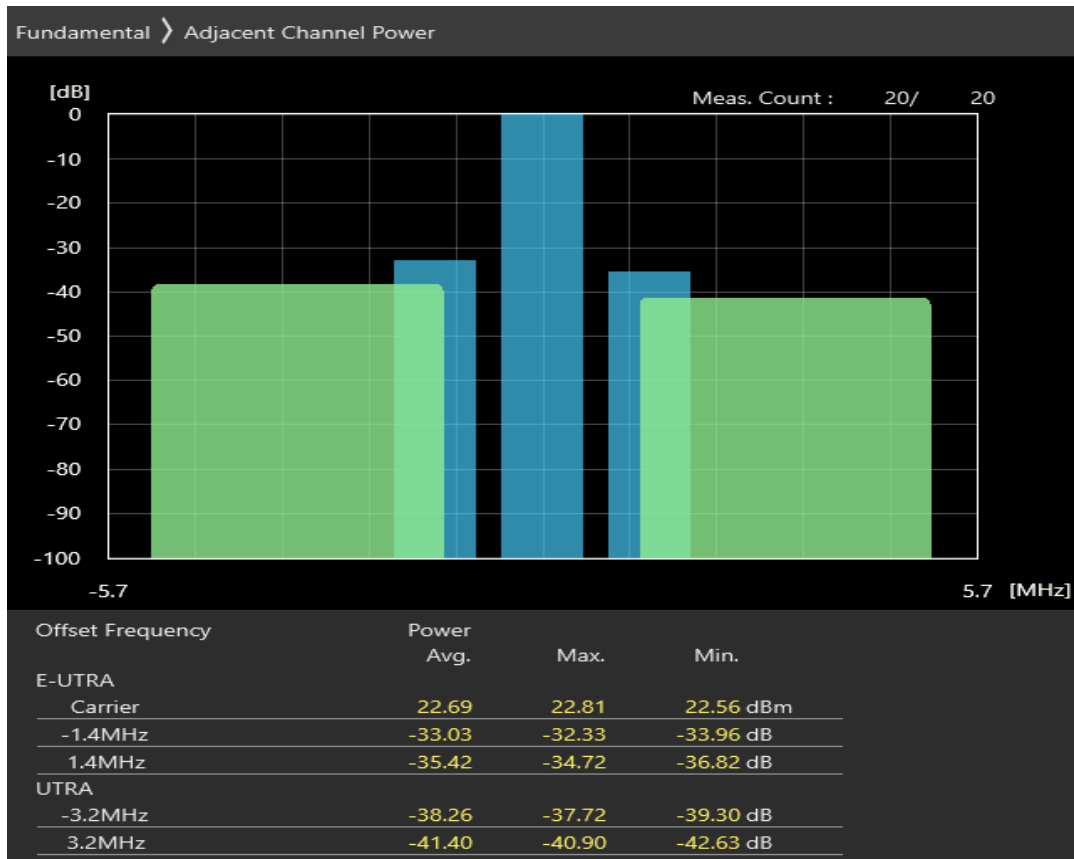 Fundamental 〉 Adjacent Channel Power
[dB]
Meas. Count : 20/ 20
0
-10
-20
-30
-40
-50
-60
-70
-80
-90
-100
-5.7 5.7 [MHz]
Offset Frequency Power
Avg. Max. Min.
E-UTRA
Carrier 22.69 22.81 22.56 dBm
-1.4MHz -33.03 -32.33 -33.96 dB
1.4MHz -35.42 -34.72 -36.82 dB
UTRA
-3.2MHz -38.26 -37.72 -39.30 dB
3.2MHz -41.40 -40.90 -42.63 dB